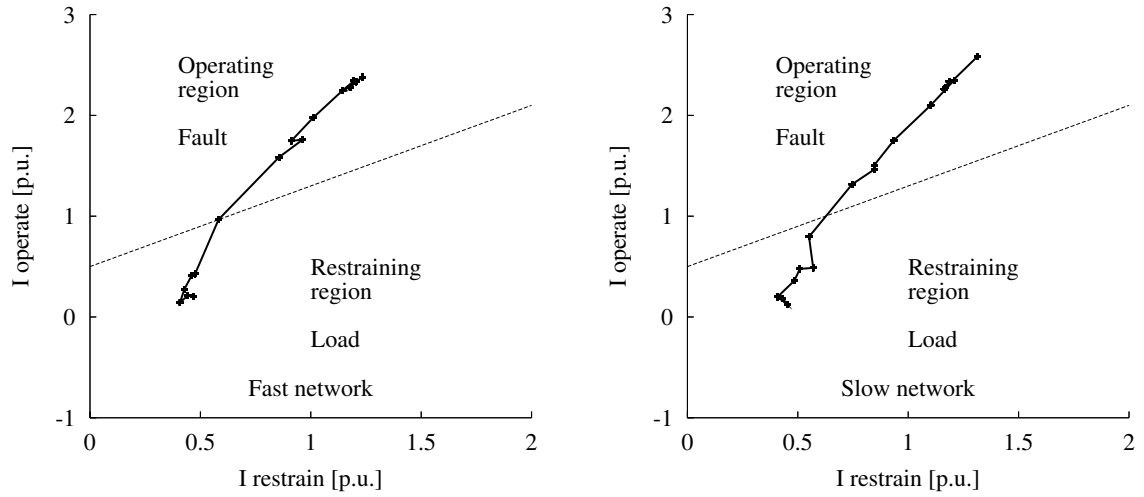 3
2
1
0
-1
0
0.5
1
1.5
2
I operate [p.u.]
I restrain [p.u.]
Operating
region
Fault
Restraining
region
Load
Fast network
3
2
1
0
-1
0
0.5
1
1.5
2
I operate [p.u.]
I restrain [p.u.]
Operating
region
Fault
Restraining
region
Load
Slow network